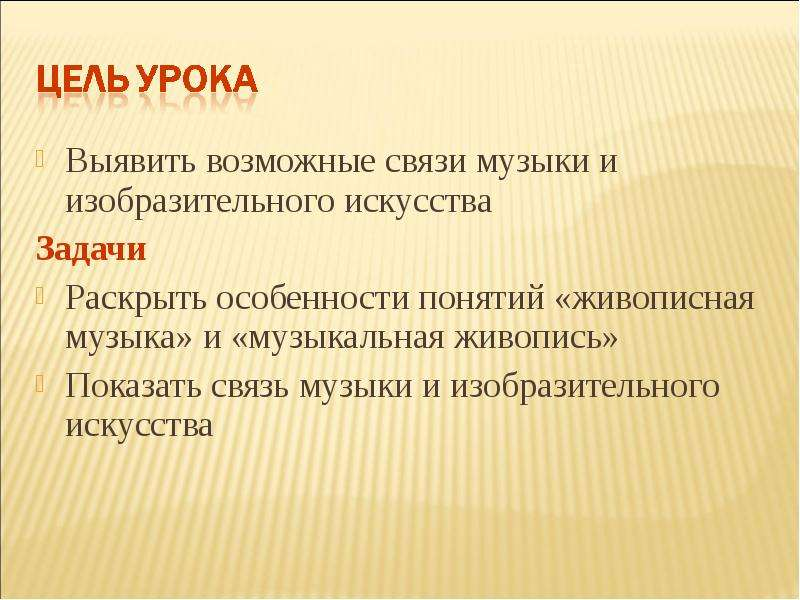 ЦЕЛЬ УРОКА
Выявить возможные связи музыки и
изобразительного искусства
Задачи
Раскрыть особенности понятий «живописная
музыка» и «музыкальная живопись»
Показать связь музыки и изобразительного
искусства